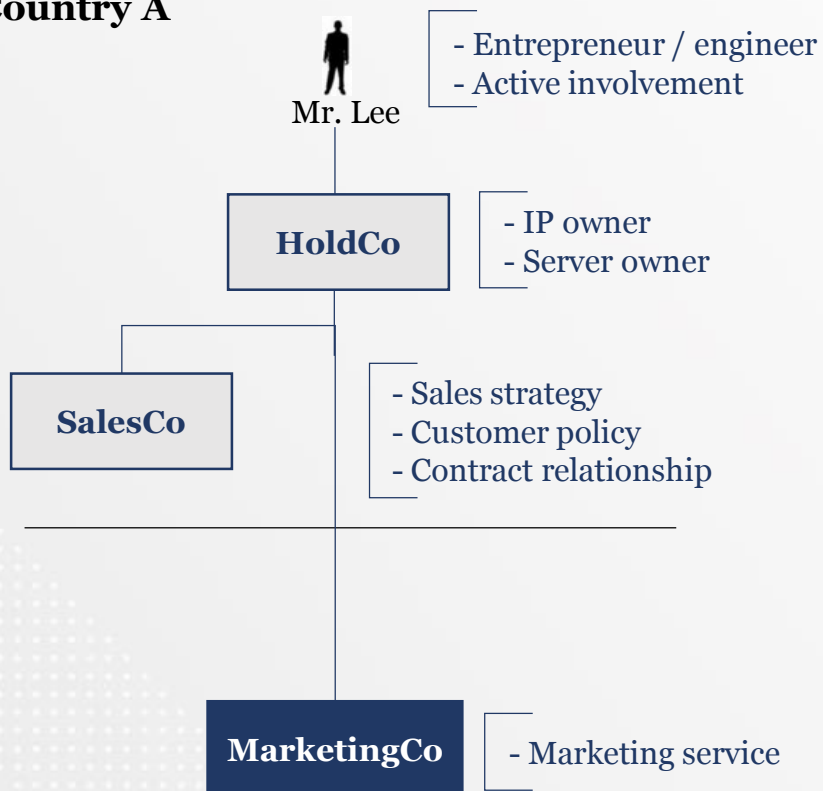 Country A
- Entrepreneur / engineer
- Active involvement
Mr. Lee
HoldCo
- IP owner
- Server owner
SalesCo
- Sales strategy
- Customer policy
- Contract relationship
MarketingCo
- Marketing service